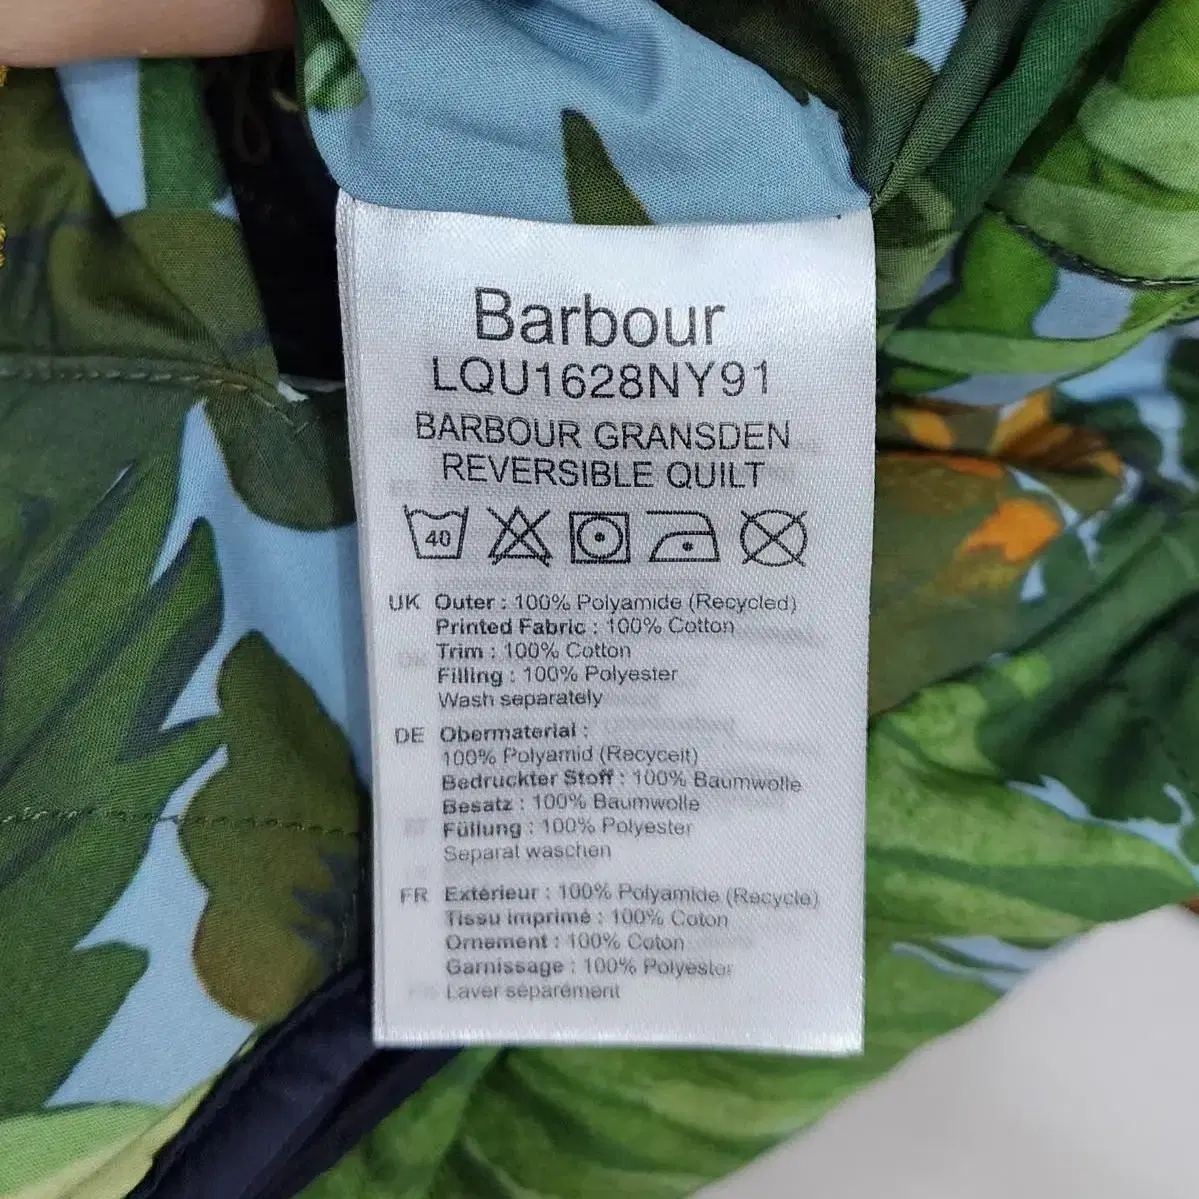 Barbour
LQU1628NY91
BARBOUR GRANSDEN
REVERSIBLE QUILT
40
UK Outer : 100% Polyamide (Recycled)
Printed Fabric : 100% Cotton
Trim : 100% Cotton
Filling : 100% Polyester
Wash separately
DE Obermaterial :
100% Polyamid (Recyceit)
Bedruckter Stoff : 100% Baumwolle
Besatz : 100% Baumwolle
Füllung : 100% Polyester
Separat waschen
FR Extérieur : 100% Polyamide (Recycle)
Tissu imprimé : 100% Coton
Ornement : 100% Coton
Garnissage : 100% Polyester
Laver séparément